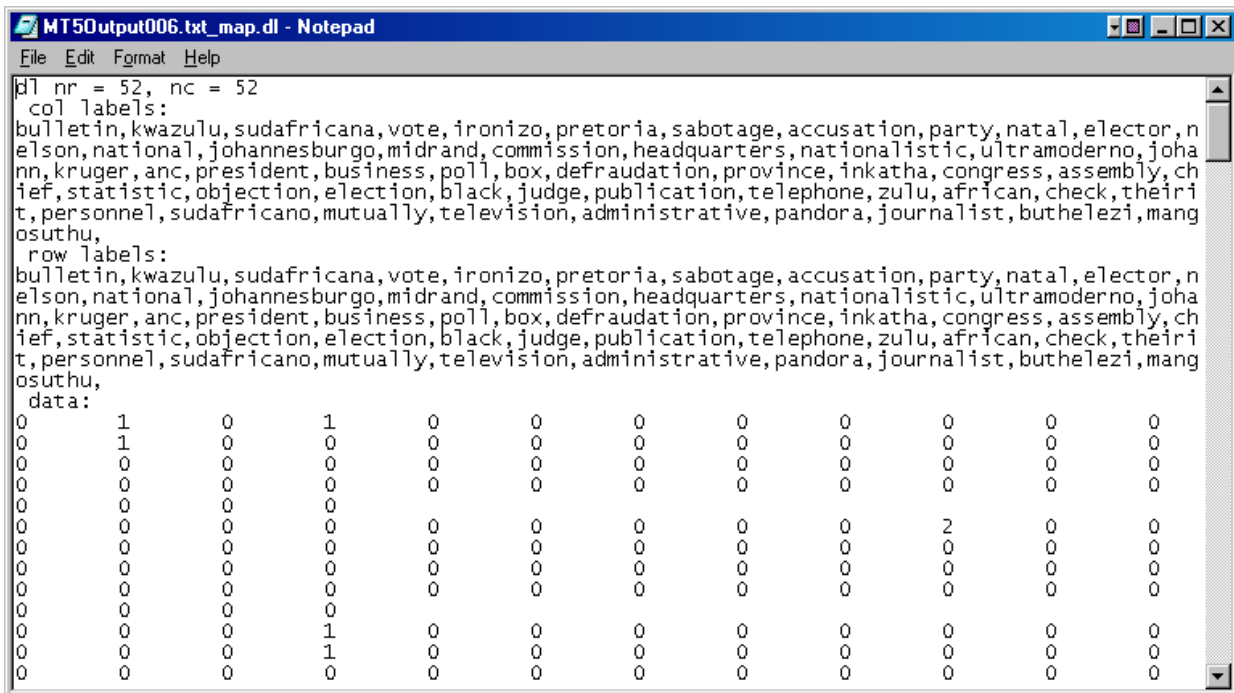 MT5Output006.txt_map.dl - Notepad
File Edit Format Help
dl nr = 52, nc = 52
col labels:
bulletin,kwazulu,sudafricana,vote,ironizo,pretoria,sabotage,accusation,party,natal,elector,n
elson,national,johannesburgo,midrand,commission,headquarters,nationalistic,ultramoderno,joha
nn,kruger,anc,president,business,poll,box,defraudation,province,inkatha,congress,assembly,ch
ief,statistic,objection,election,black,judge,publication,telephone,zulu,african,check,theiri
t,personnel,sudafricano,mutually,television,administrative,pandora,journalist,buthelezi,mang
osuthu,
row labels:
bulletin,kwazulu,sudafricana,vote,ironizo,pretoria,sabotage,accusation,party,natal,elector,n
elson,national,johannesburgo,midrand,commission,headquarters,nationalistic,ultramoderno,joha
nn,kruger,anc,president,business,poll,box,defraudation,province,inkatha,congress,assembly,ch
ief,statistic,objection,election,black,judge,publication,telephone,zulu,african,check,theiri
t,personnel,sudafricano,mutually,television,administrative,pandora,journalist,buthelezi,mang
osuthu,
data:
0 1 0 1 0 0 0 0 0 0 0 0
0 1 0 0 0 0 0 0 0 0 0 0
0 0 0 0 0 0 0 0 0 0 0 0
0 0 0 0 0 0 0 0 0 0 0 0
0 0 0 0
0 0 0 0 0 0 0 0 0 2 0 0
0 0 0 0 0 0 0 0 0 0 0 0
0 0 0 0 0 0 0 0 0 0 0 0
0 0 0 0 0 0 0 0 0 0 0 0
0 0 0 0
0 0 0 1 0 0 0 0 0 0 0 0
0 0 0 1 0 0 0 0 0 0 0 0
0 0 0 0 0 0 0 0 0 0 0 0